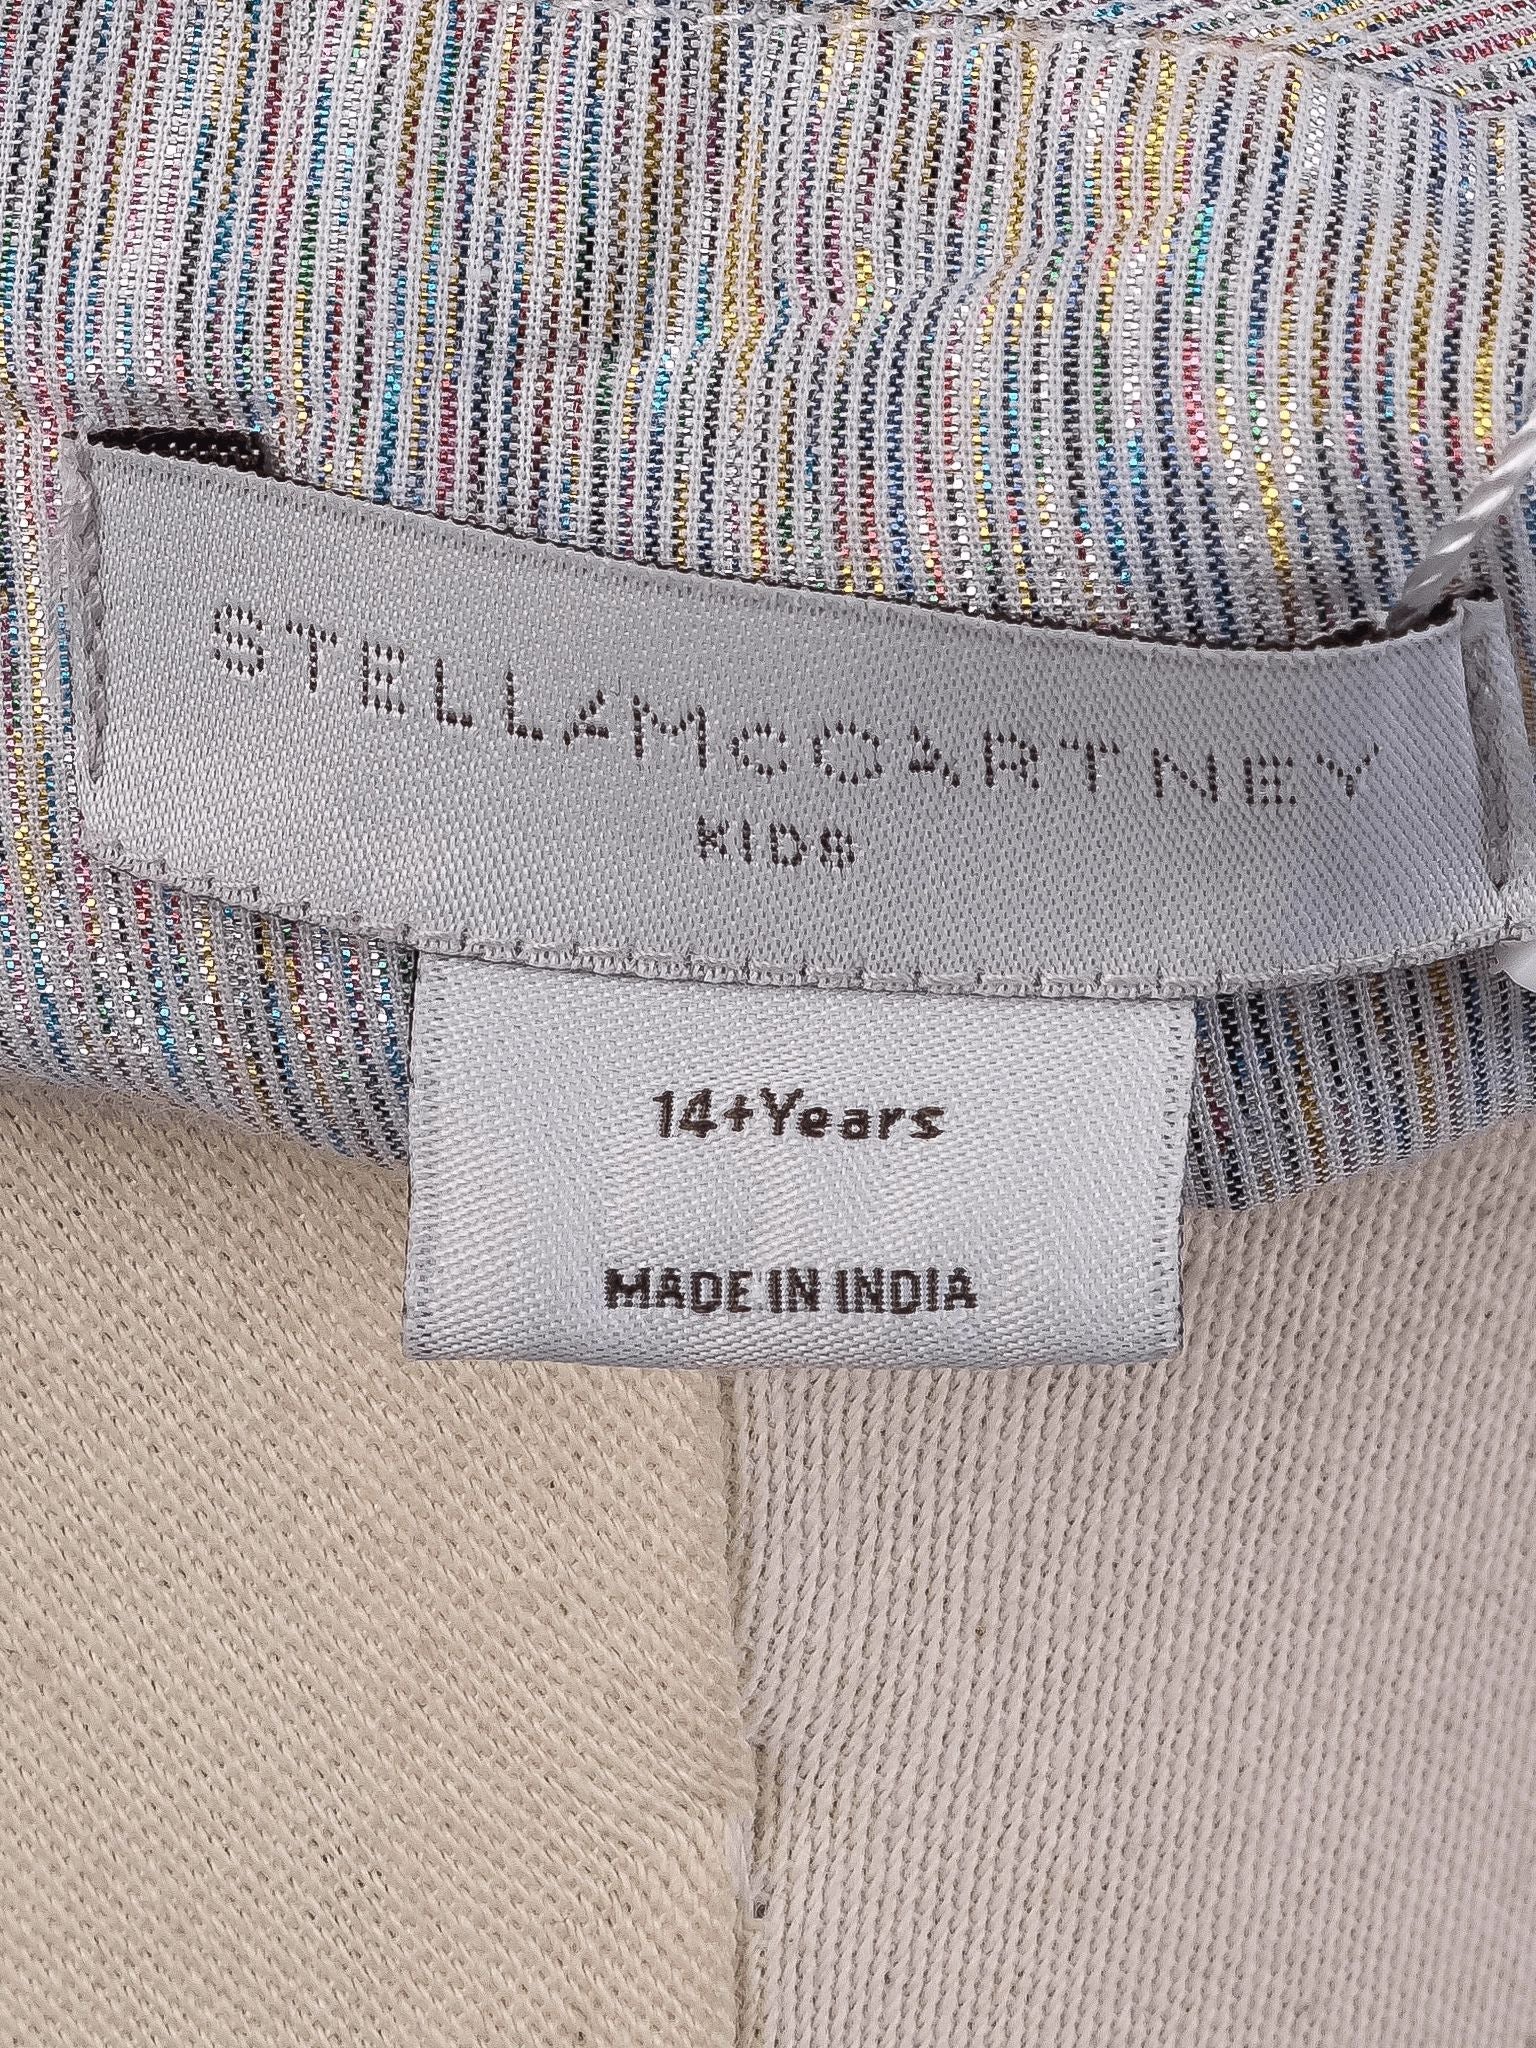 STELLAMCCARTNEY
KIDS
14+Years
MADE IN INDIA